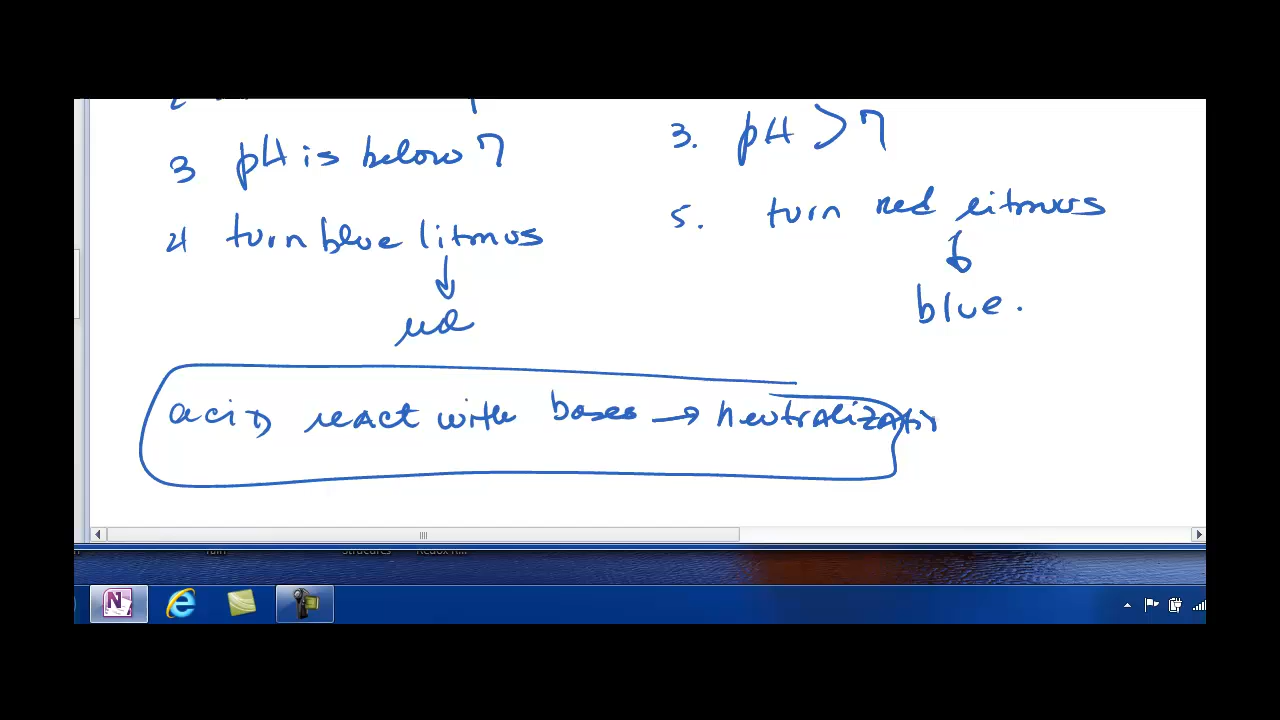 3 pH is below 7
4 turn blue litmus
↓
red
3. pH > 7
5. turn red litmus
↓
blue.
acid react with bases → neutralizatin